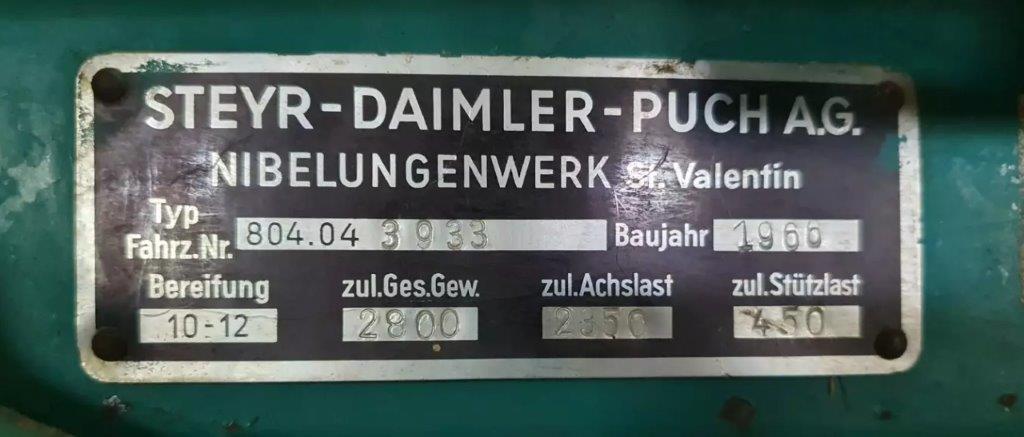 STEYR-DAIMLER-PUCH A.G.
NIBELUNGENWERK St. Valentin
Typ
Fahrz.Nr. 804.04 3933 Baujahr 1966
Bereifung zul.Ges.Gew. zul.Achslast zul.Stützlast
10-12 2800 2350 450